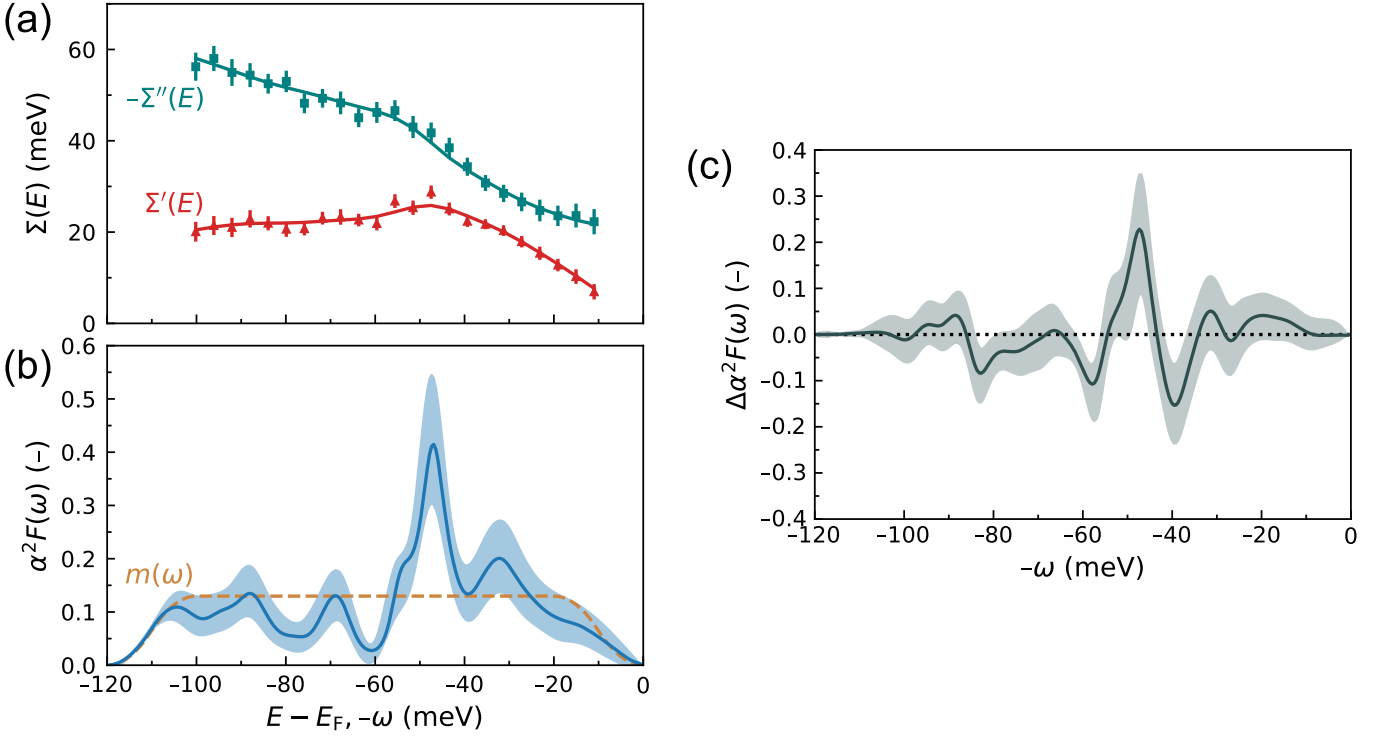 (a)
60
40
20
0
Σ(E) (meV)
–Σ″(E)
Σ′(E)
(b)
0.6
0.5
0.4
0.3
0.2
0.1
0.0
α²F(ω) (–)
m(ω)
–120 –100 –80 –60 –40 –20 0
E − E_F, –ω (meV)
(c)
0.4
0.3
0.2
0.1
0.0
–0.1
–0.2
–0.3
–0.4
Δα²F(ω) (–)
–120 –100 –80 –60 –40 –20 0
–ω (meV)